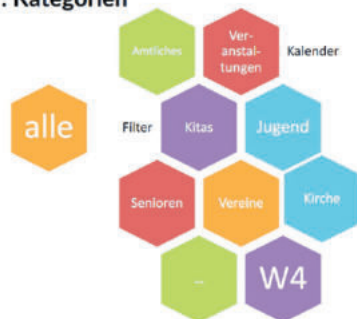 : Kategorien
Amtliches
Ver-
anstal-
tungen
Kalender
alle
Filter
Kitas
Jugend
Senioren
Vereine
Kirche
...
W4